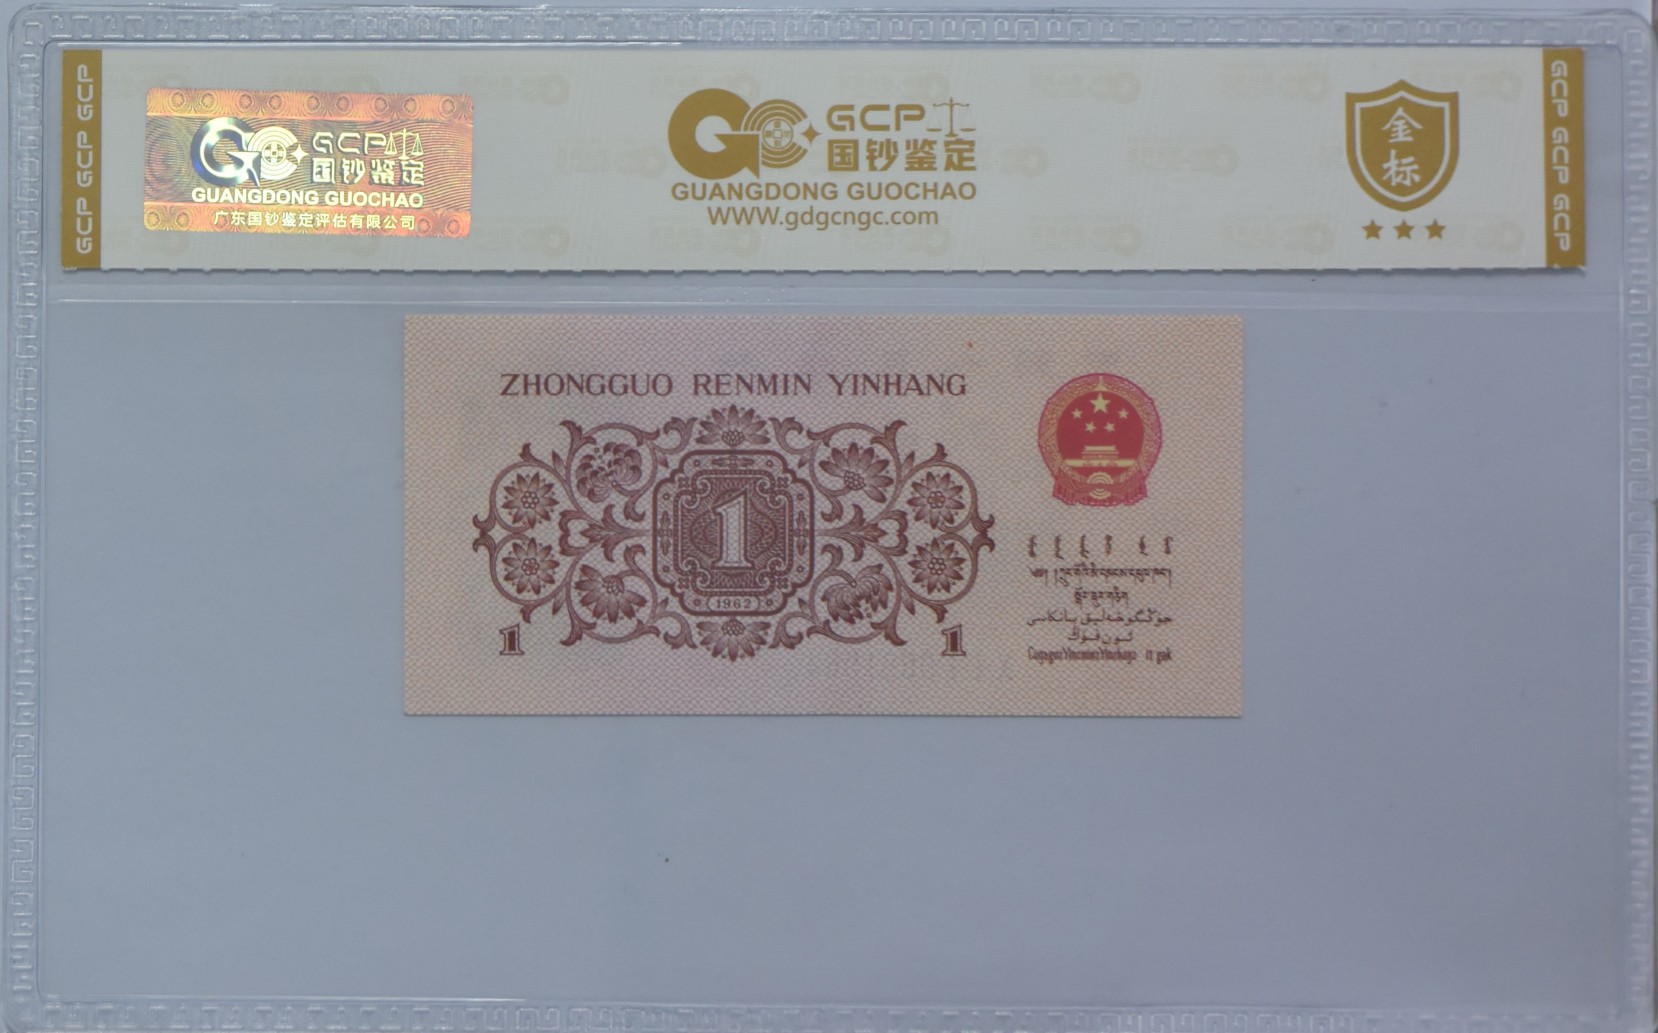 GCP GCP GCP
GCP
国钞鉴定
GUANGDONG GUOCHAO
广东国钞鉴定评估有限公司
GCP
国钞鉴定
GUANGDONG GUOCHAO
WWW.gdgcngc.com
金
标
GCP GCP GCP
ZHONGGUO RENMIN YINHANG
1
1962
1
1